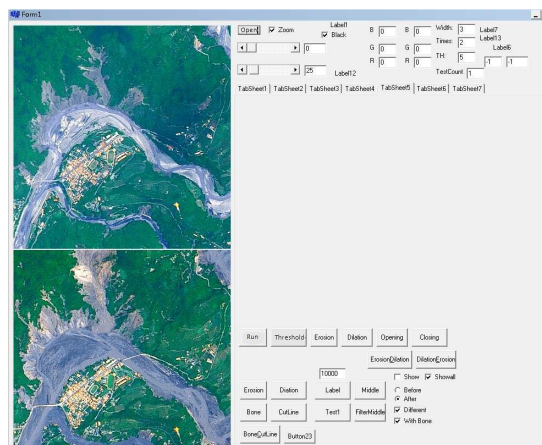 Form1
Open Zoom Label1 Black B 0 B 0 Width: 3 Label7
0 G 0 G 0 Times: 2 Label13 Label6
R 0 R 0 TH: 5 -1 -1
25 Label12 TestCount 1
TabSheet1 TabSheet2 TabSheet3 TabSheet4 TabSheet5 TabSheet6 TabSheet7
Run Threshold Erosion Dilation Opening Closing
ErosionDilation DilationErosion
10000 Show Showall
Erosion Diation Label Middle Before
After
Bone CutLine Test1 FilterMiddle Different
With Bone
BoneCutLine Button23